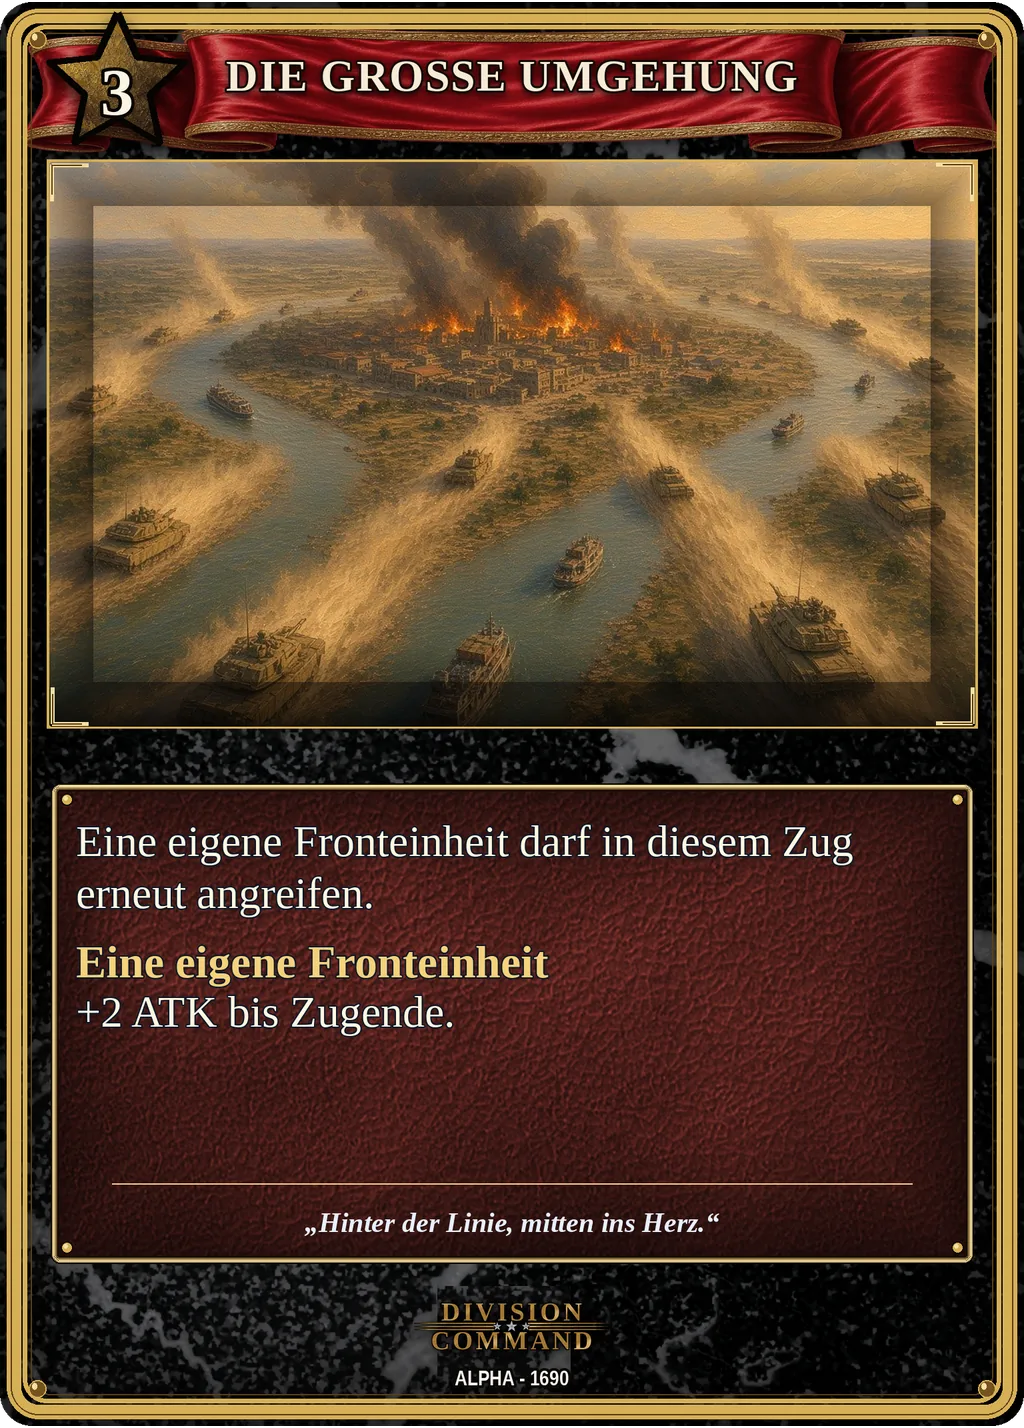 3
DIE GROSSE UMGEHUNG
Eine eigene Fronteinheit darf in diesem Zug
erneut angreifen.
Eine eigene Fronteinheit
+2 ATK bis Zugende.
„Hinter der Linie, mitten ins Herz.“
DIVISION
COMMAND
ALPHA - 1690